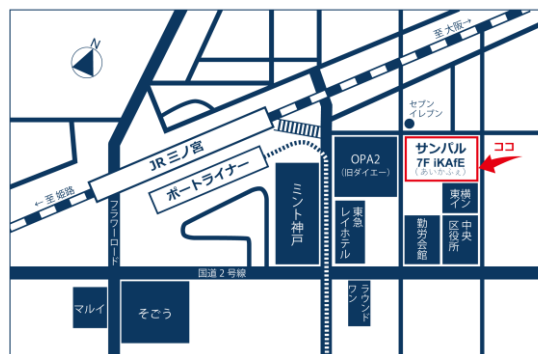 N
至大阪→
セブン
イレブン
JR三ノ宮
ポートライナー
OPA2
(旧ダイエー)
サンパル
7F iKAfE
(あいかふぇ)
ココ
←至姫路
フラワーロード
ミント神戸
東急
レイホテル
東横
イン
勤労会館
中央
区役所
国道2号線
マルイ
そごう
ラウンド
ワン